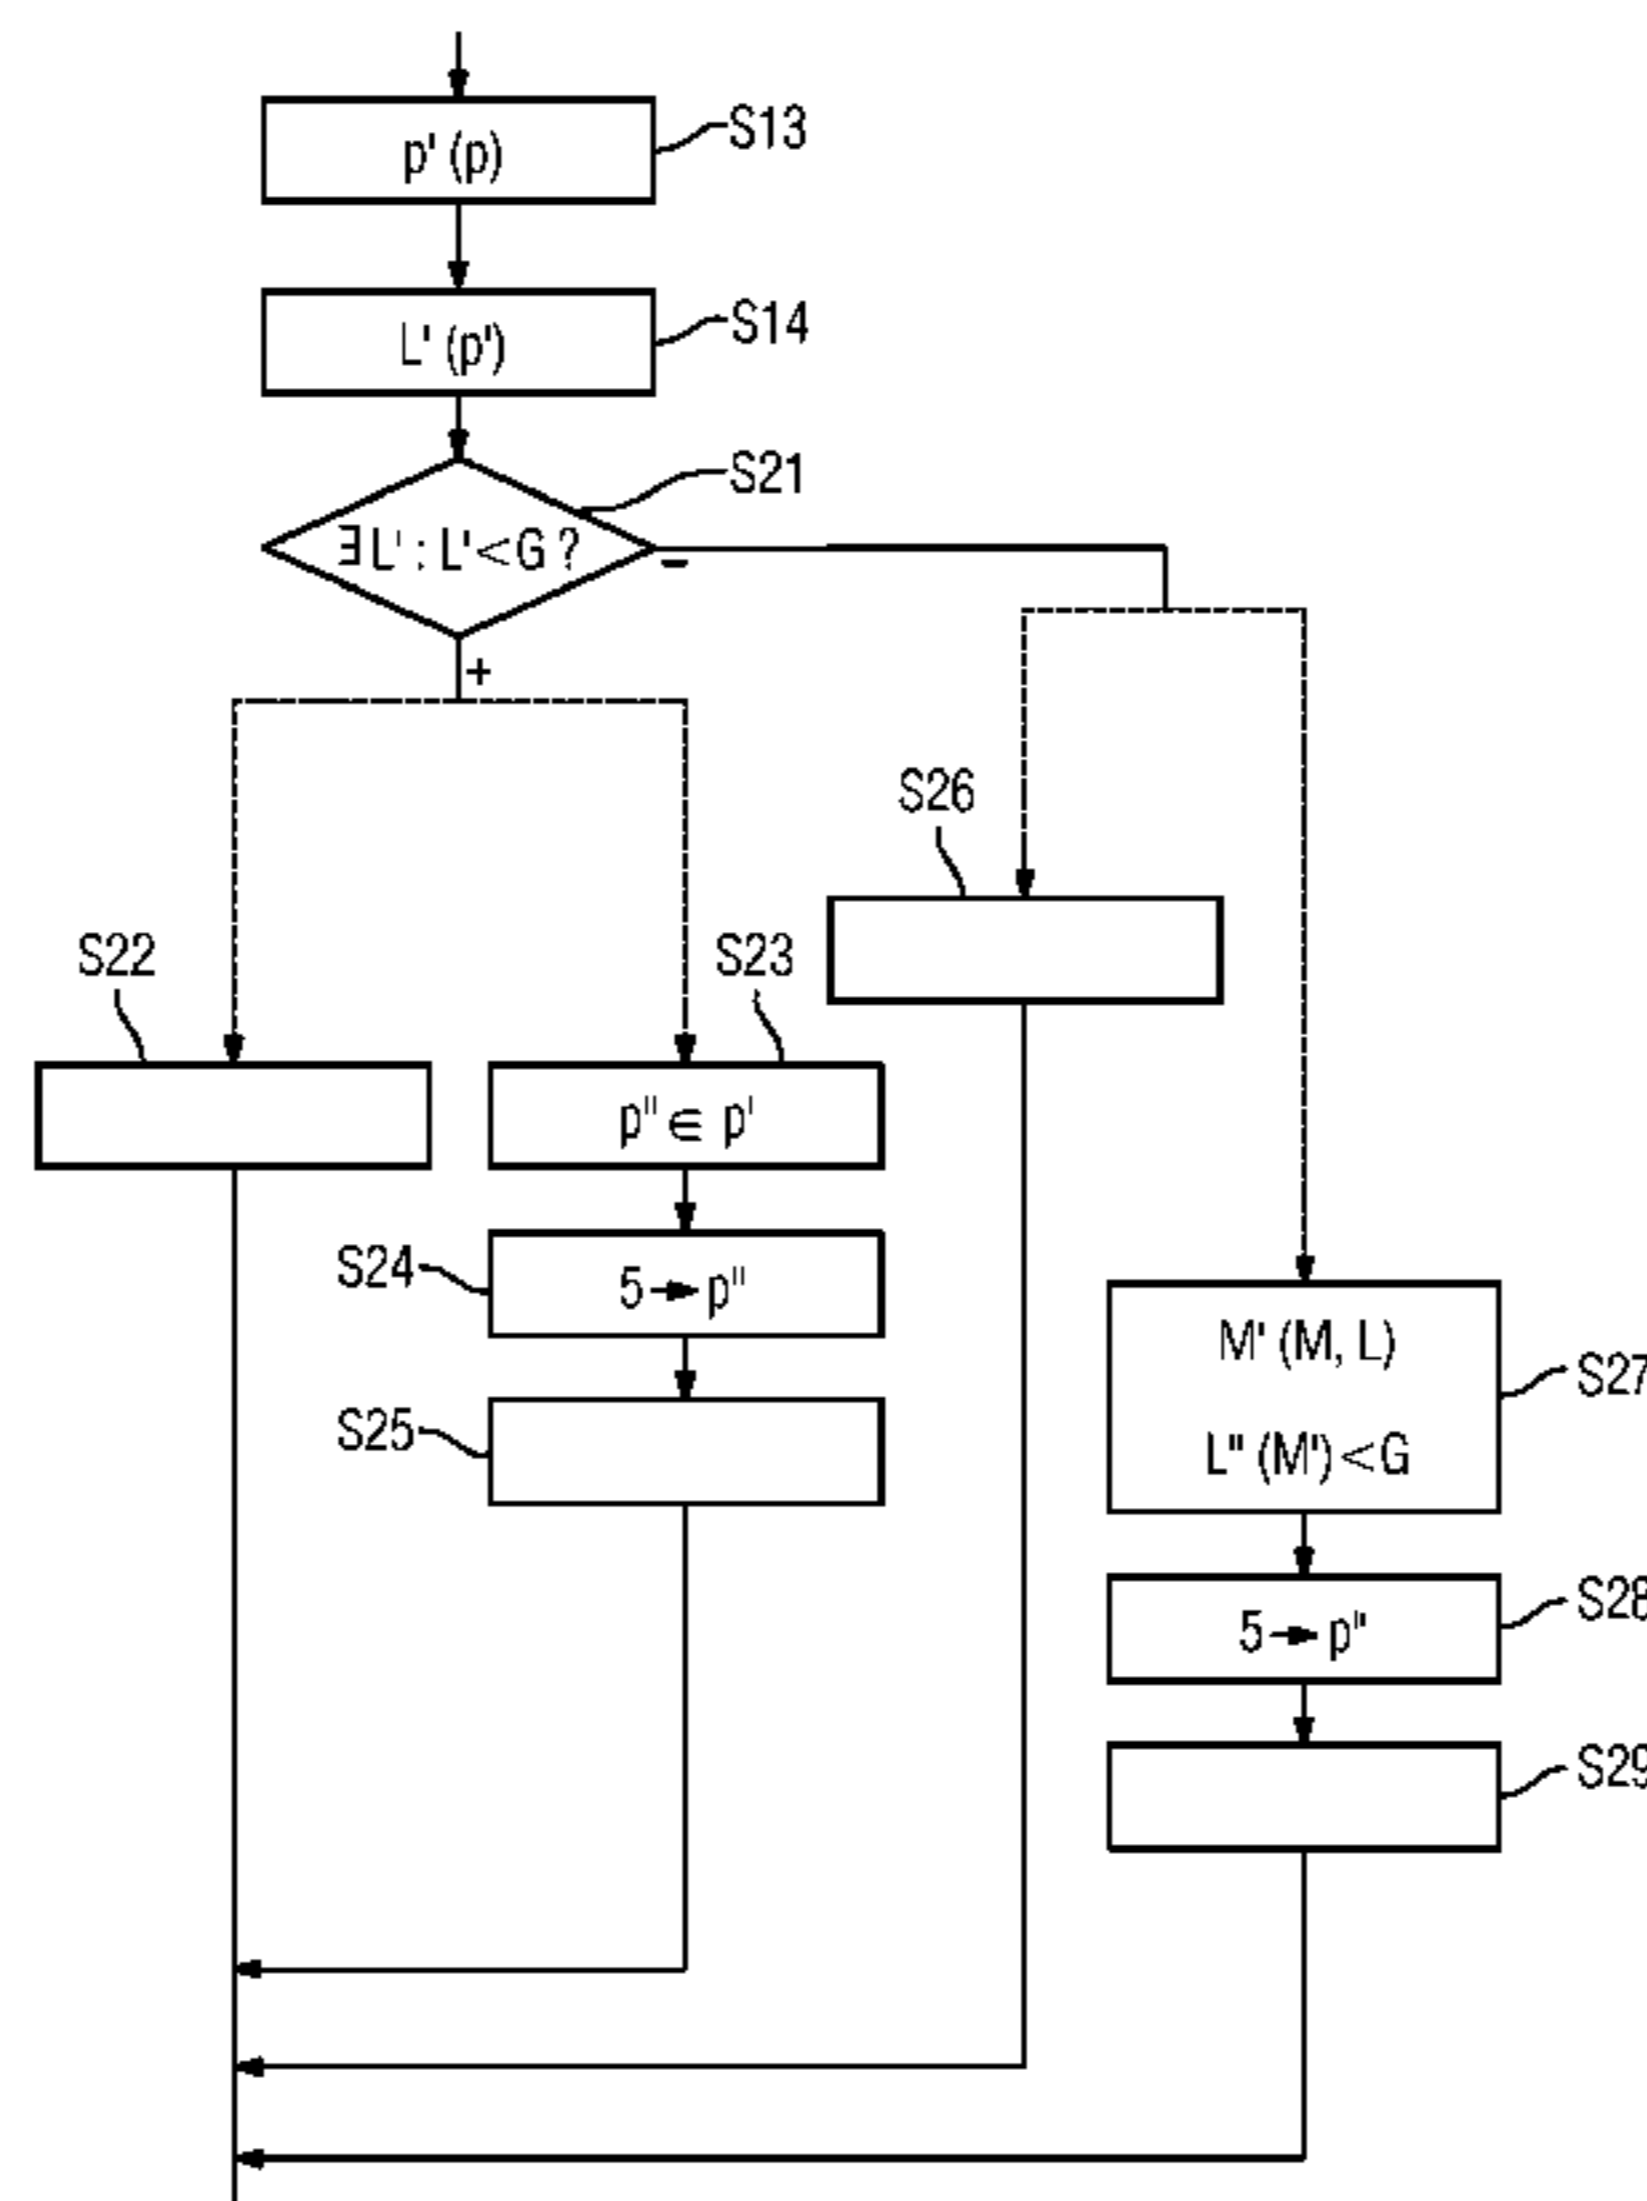 p' (p)
S13
L' (p')
S14
S21
∃ L' : L' < G ?
-
+
S26
S22
S23
p'' ∈ p'
S24
5 → p''
S25
M' (M, L)
L'' (M') < G
S27
5 → p''
S28
S29